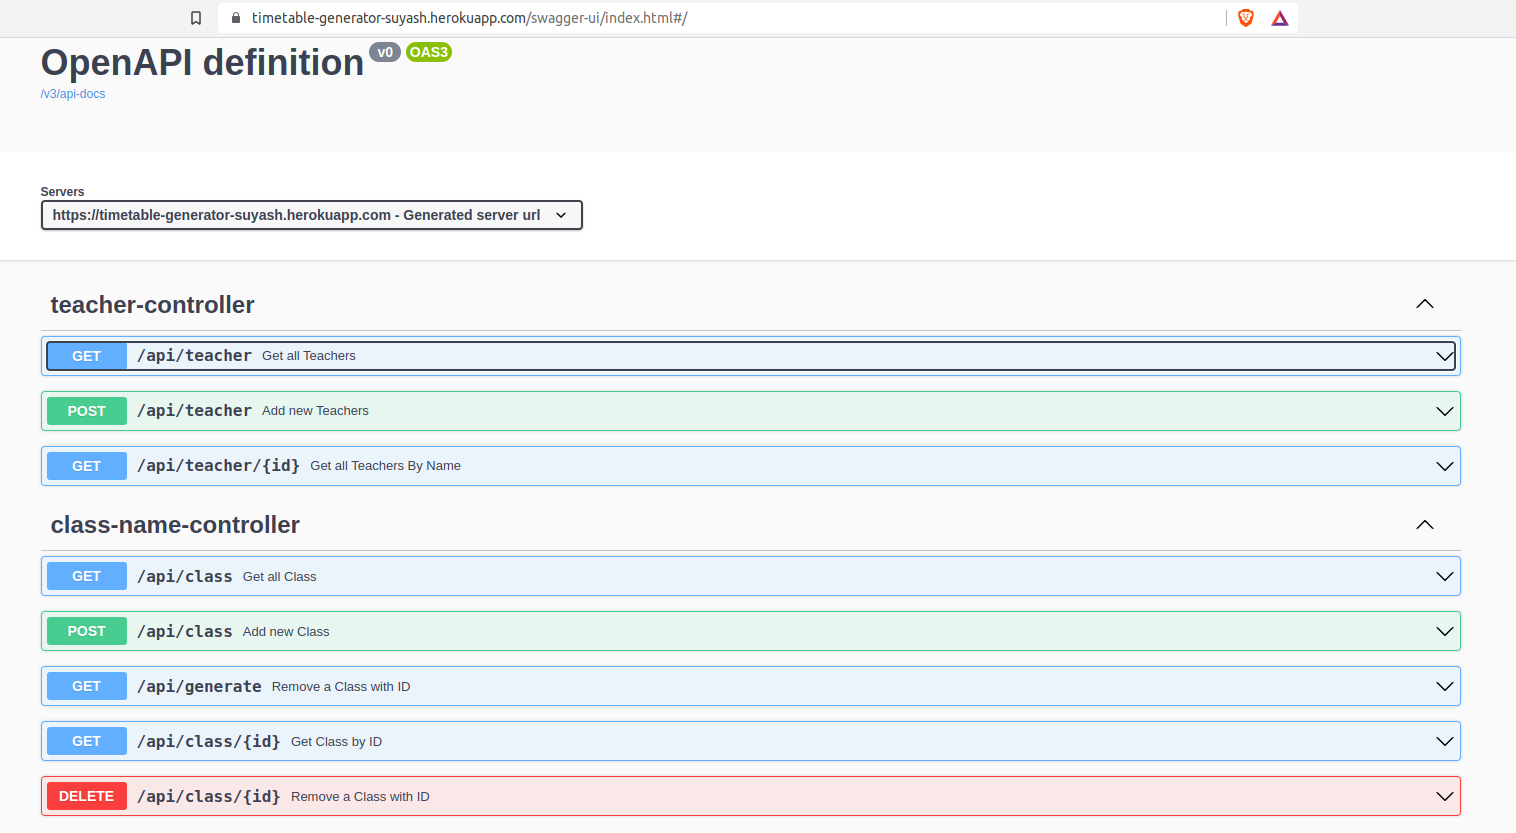 timetable-generator-suyash.herokuapp.com/swagger-ui/index.html#/
OpenAPI definition v0 OAS3
/v3/api-docs
Servers
https://timetable-generator-suyash.herokuapp.com - Generated server url
teacher-controller
GET /api/teacher Get all Teachers
POST /api/teacher Add new Teachers
GET /api/teacher/{id} Get all Teachers By Name
class-name-controller
GET /api/class Get all Class
POST /api/class Add new Class
GET /api/generate Remove a Class with ID
GET /api/class/{id} Get Class by ID
DELETE /api/class/{id} Remove a Class with ID